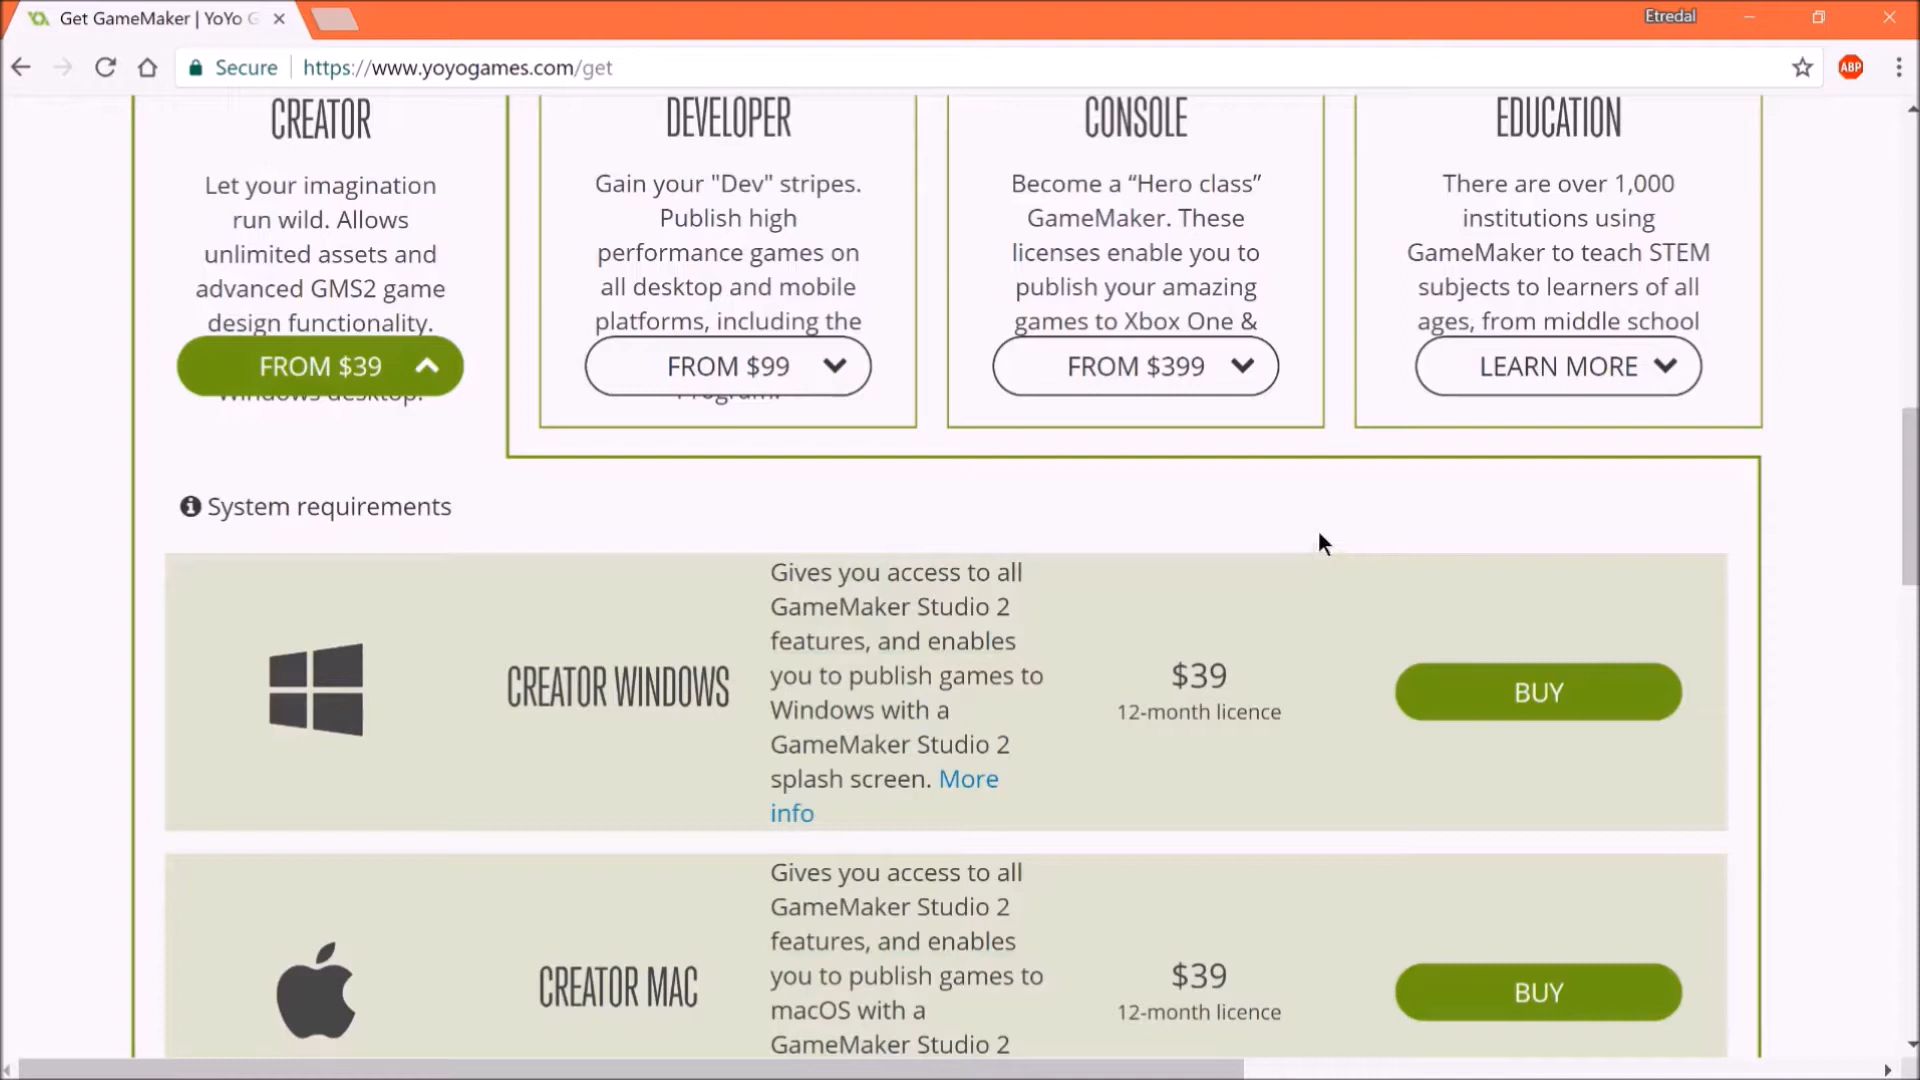 Get GameMaker | YoYo G
Etredal
Secure
https://www.yoyogames.com/get
ABP
CREATOR
Let your imagination
run wild. Allows
unlimited assets and
advanced GMS2 game
design functionality.
FROM $39
Windows desktop.
DEVELOPER
Gain your "Dev" stripes.
Publish high
performance games on
all desktop and mobile
platforms, including the
FROM $99
Program.
CONSOLE
Become a “Hero class”
GameMaker. These
licenses enable you to
publish your amazing
games to Xbox One &
FROM $399
EDUCATION
There are over 1,000
institutions using
GameMaker to teach STEM
subjects to learners of all
ages, from middle school
LEARN MORE
System requirements
CREATOR WINDOWS
Gives you access to all
GameMaker Studio 2
features, and enables
you to publish games to
Windows with a
GameMaker Studio 2
splash screen. More
info
$39
12-month licence
BUY
CREATOR MAC
Gives you access to all
GameMaker Studio 2
features, and enables
you to publish games to
macOS with a
GameMaker Studio 2
$39
12-month licence
BUY